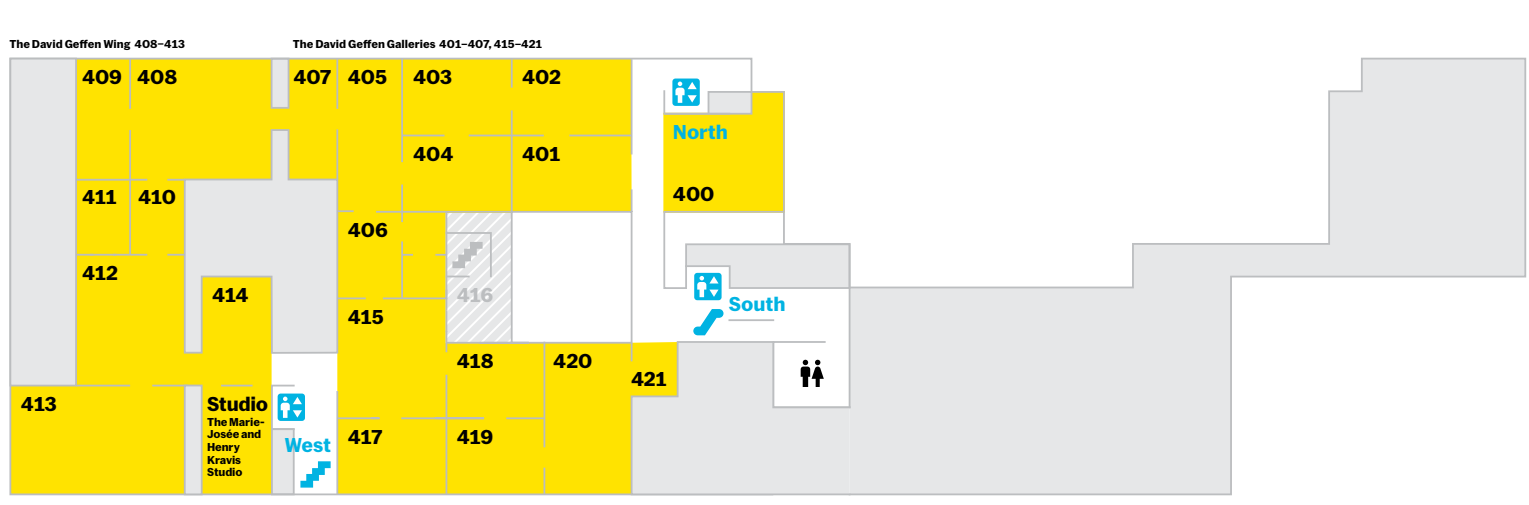 The David Geffen Wing 408–413
The David Geffen Galleries 401–407, 415–421
409
408
407
405
403
402
North
404
401
411
410
400
406
412
414
416
South
415
418
420
421
413
Studio
The Marie-
Josée and
Henry
Kravis
Studio
West
417
419